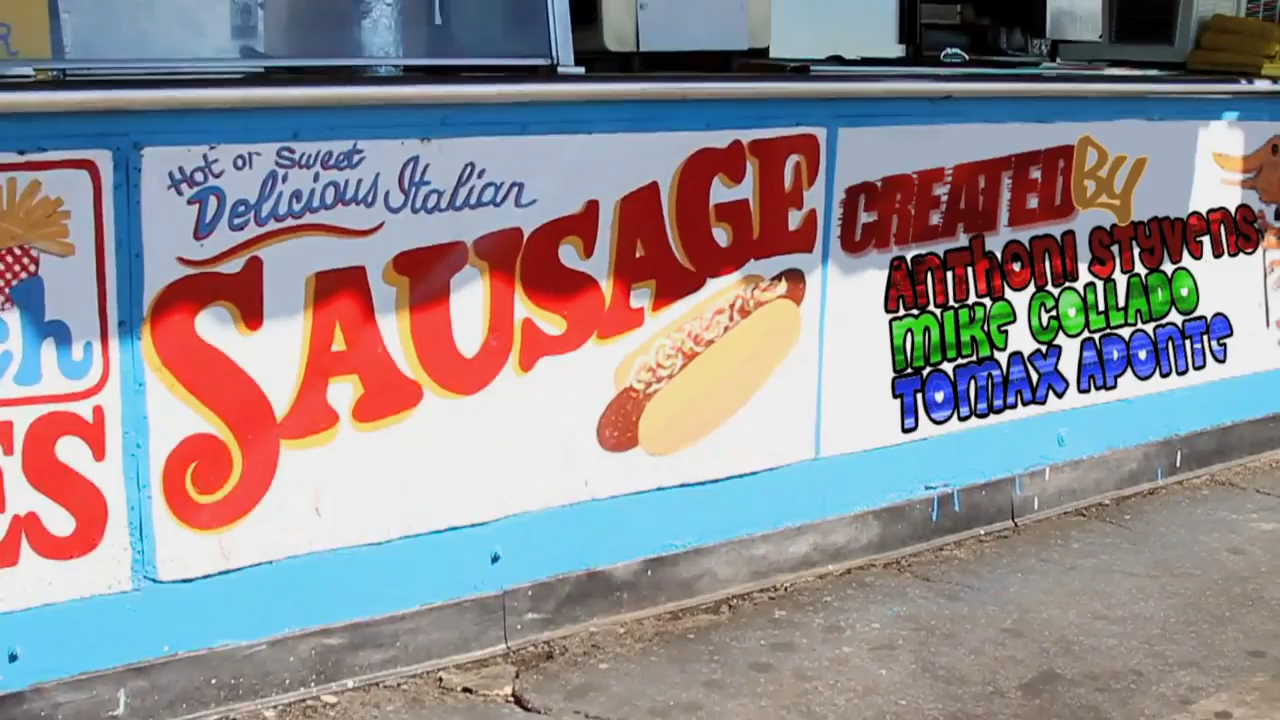 Hot or Sweet
Delicious Italian
SAUSAGE
CREATED By
Anthoni Styvens
Mike Collado
Tomax Aponte